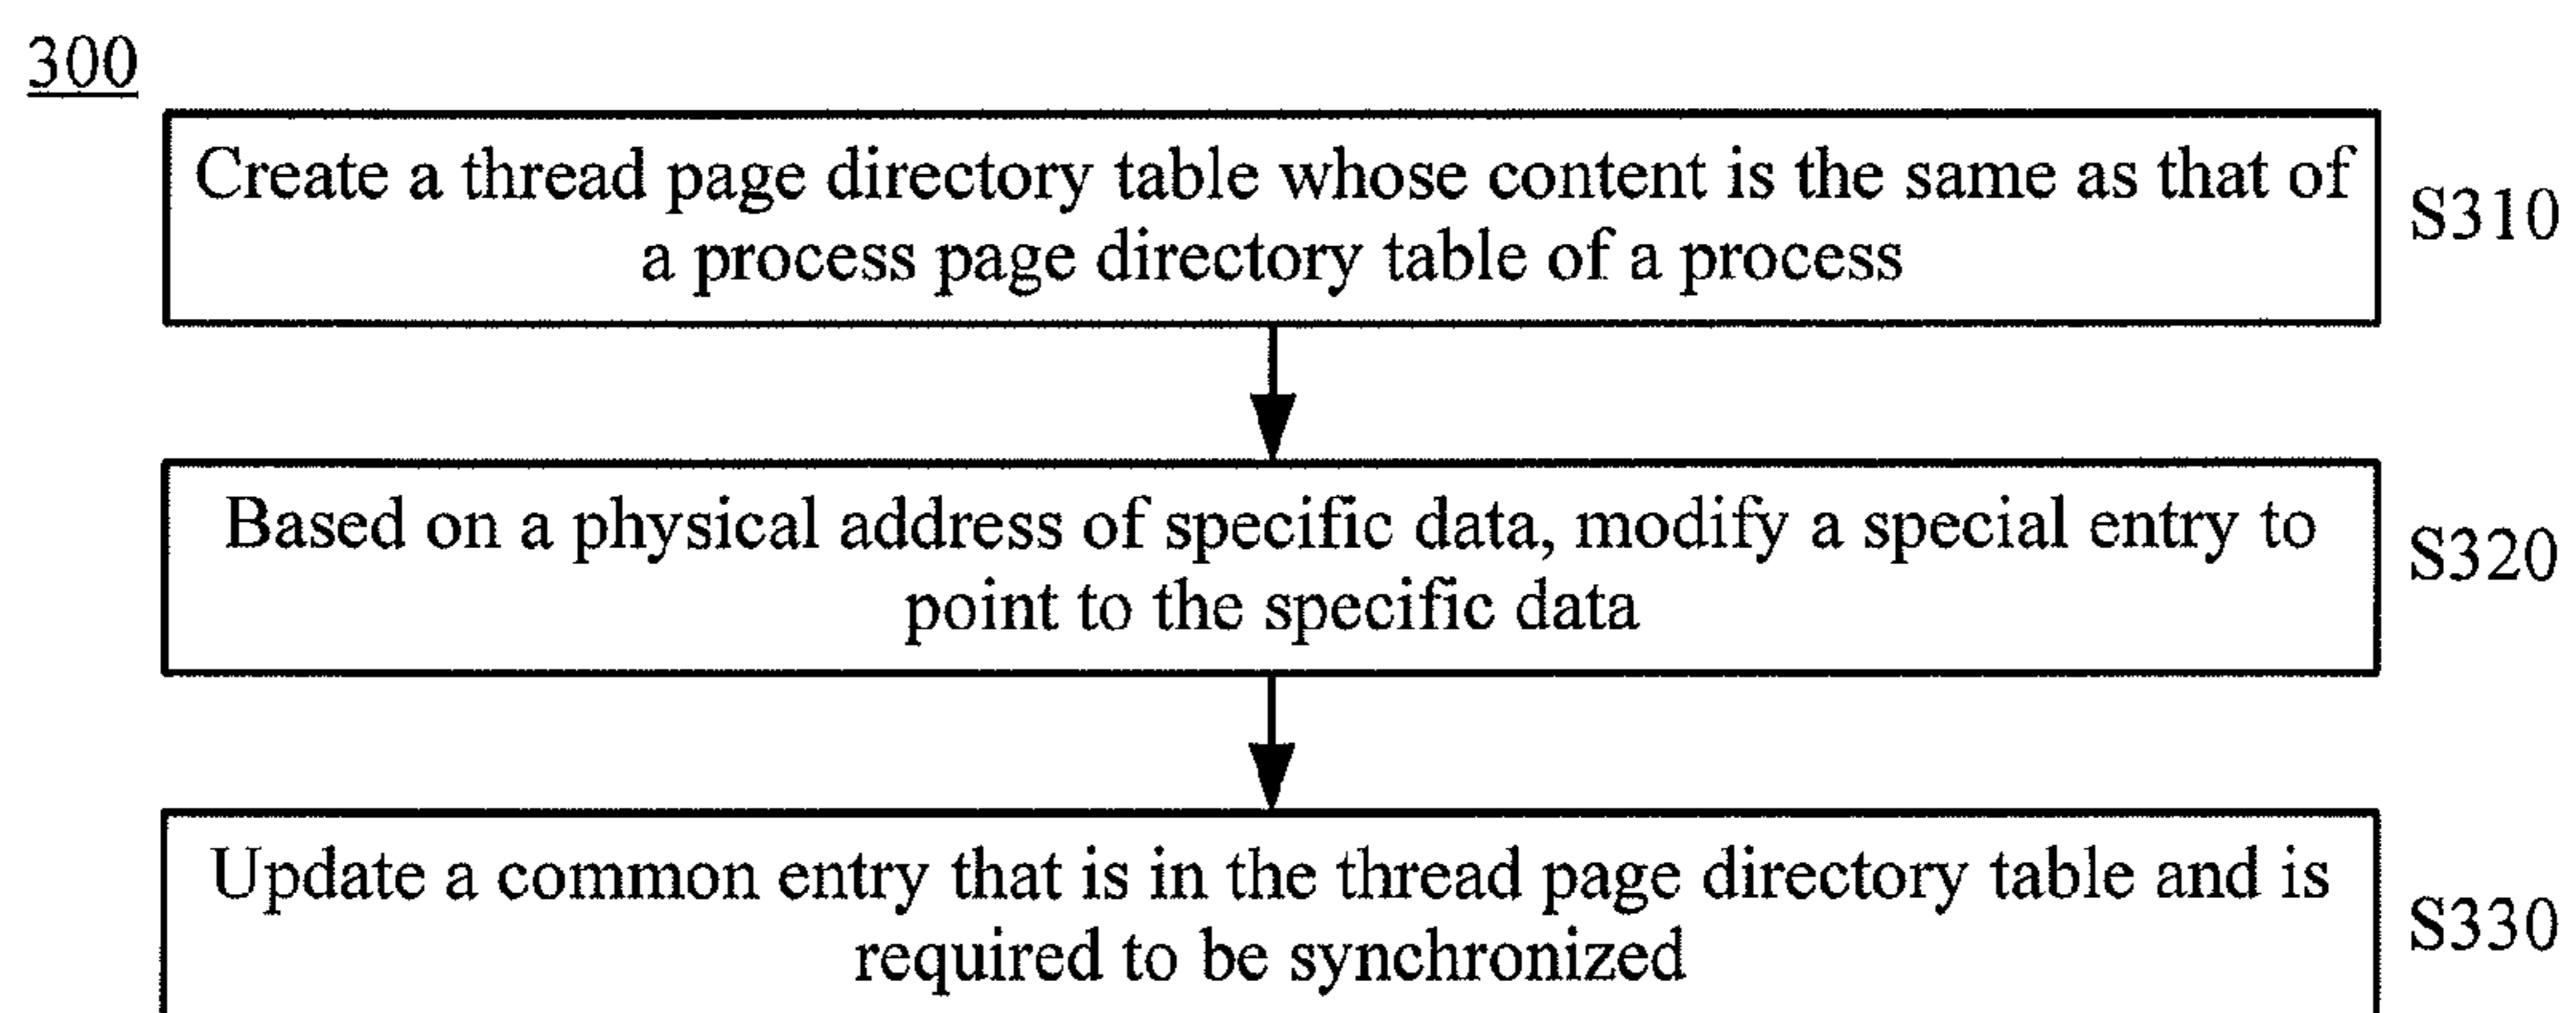 300
Create a thread page directory table whose content is the same as that of
a process page directory table of a process
S310
Based on a physical address of specific data, modify a special entry to
point to the specific data
S320
Update a common entry that is in the thread page directory table and is
required to be synchronized
S330